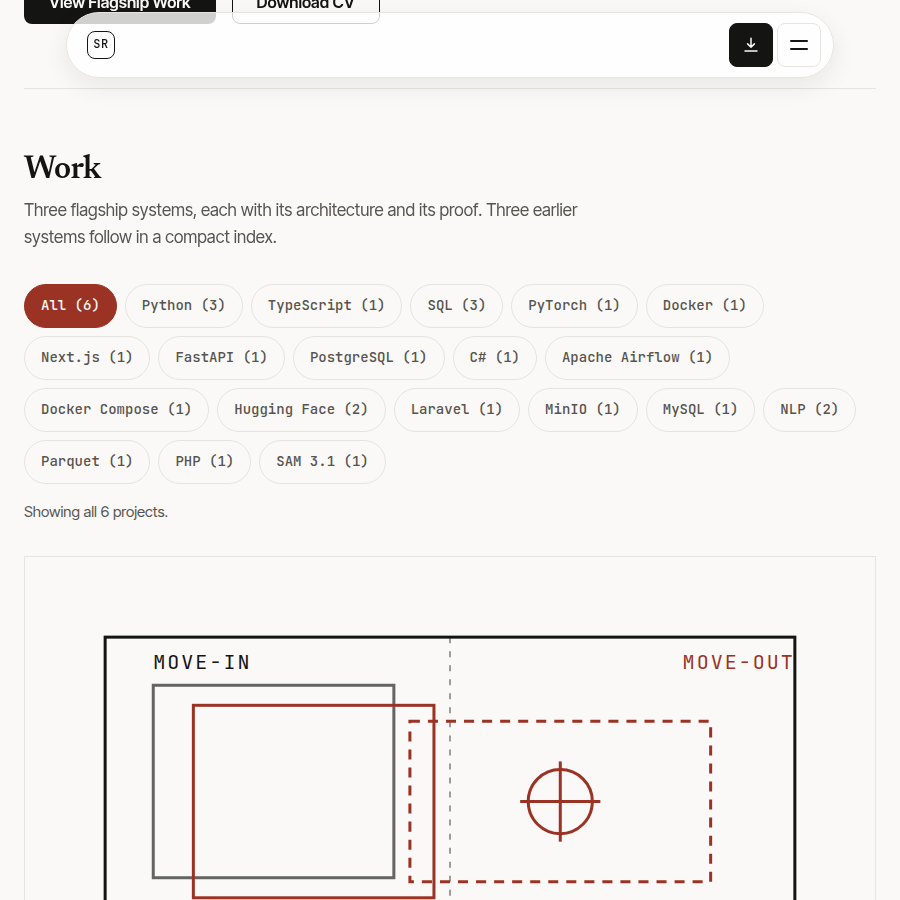 View Flagship Work
Download CV
SR
Work
Three flagship systems, each with its architecture and its proof. Three earlier
systems follow in a compact index.
All (6) Python (3) TypeScript (1) SQL (3) PyTorch (1) Docker (1)
Next.js (1) FastAPI (1) PostgreSQL (1) C# (1) Apache Airflow (1)
Docker Compose (1) Hugging Face (2) Laravel (1) MinIO (1) MySQL (1) NLP (2)
Parquet (1) PHP (1) SAM 3.1 (1)
Showing all 6 projects.
MOVE-IN
MOVE-OUT